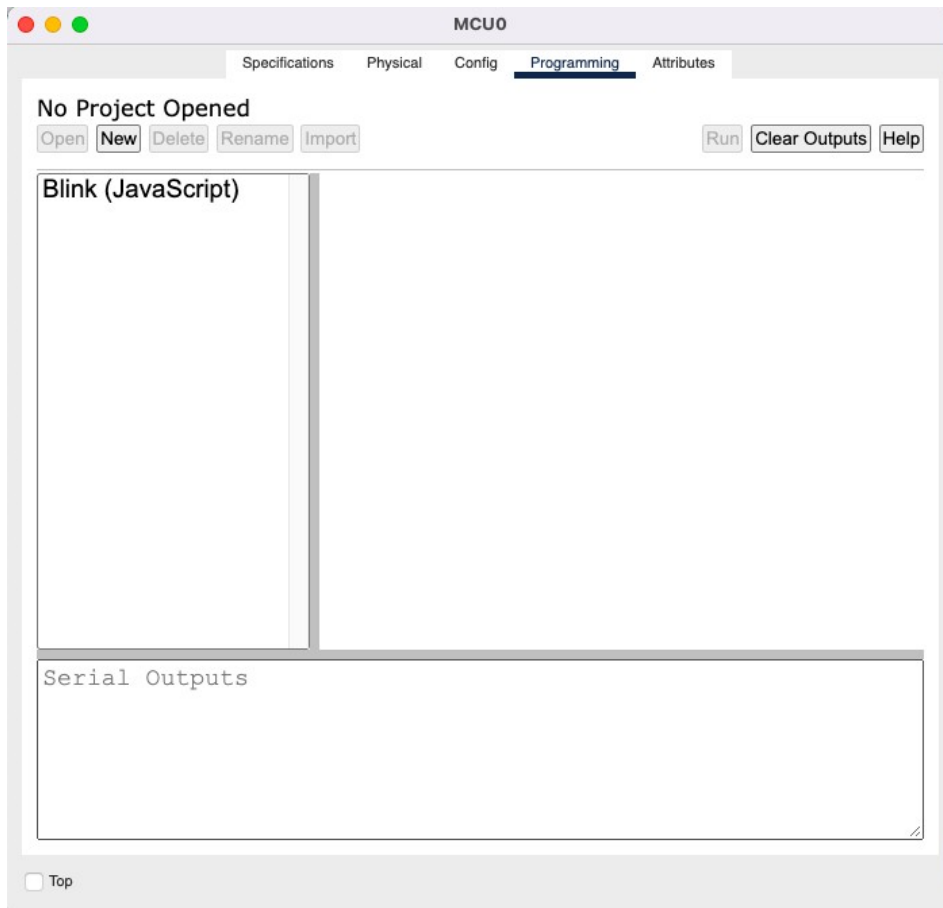 MCU0
Specifications Physical Config Programming Attributes
No Project Opened
Open New Delete Rename Import Run Clear Outputs Help
Blink (JavaScript)
Serial Outputs
Top